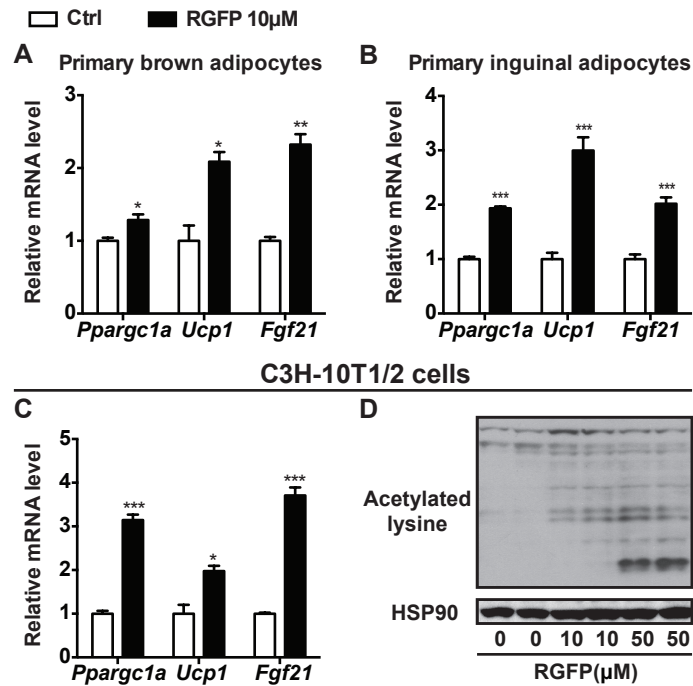 Ctrl RGFP 10µM
A Primary brown adipocytes
Relative mRNA level
3
2
1
0
* * **
Ppargc1a Ucp1 Fgf21
B Primary inguinal adipocytes
Relative mRNA level
4
3
2
1
0
*** *** ***
Ppargc1a Ucp1 Fgf21
C3H-10T1/2 cells
C
Relative mRNA level
5
4
3
2
1
0
*** * ***
Ppargc1a Ucp1 Fgf21
D
Acetylated
lysine
HSP90
0 0 10 10 50 50
RGFP(µM)